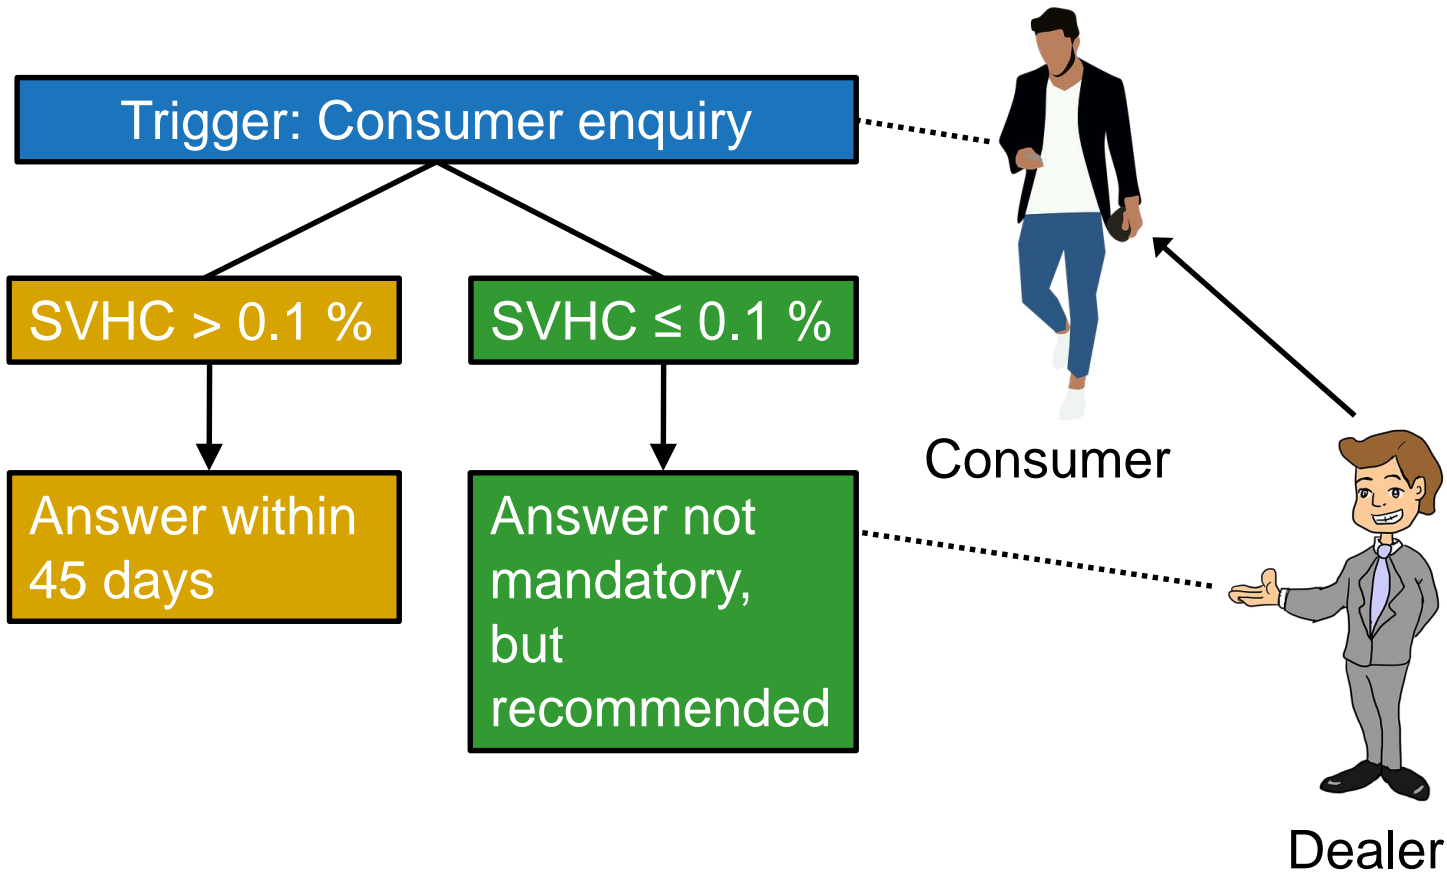 Trigger: Consumer enquiry
SVHC > 0.1 %
SVHC ≤ 0.1 %
Answer within
45 days
Answer not
mandatory,
but
recommended
Consumer
Dealer